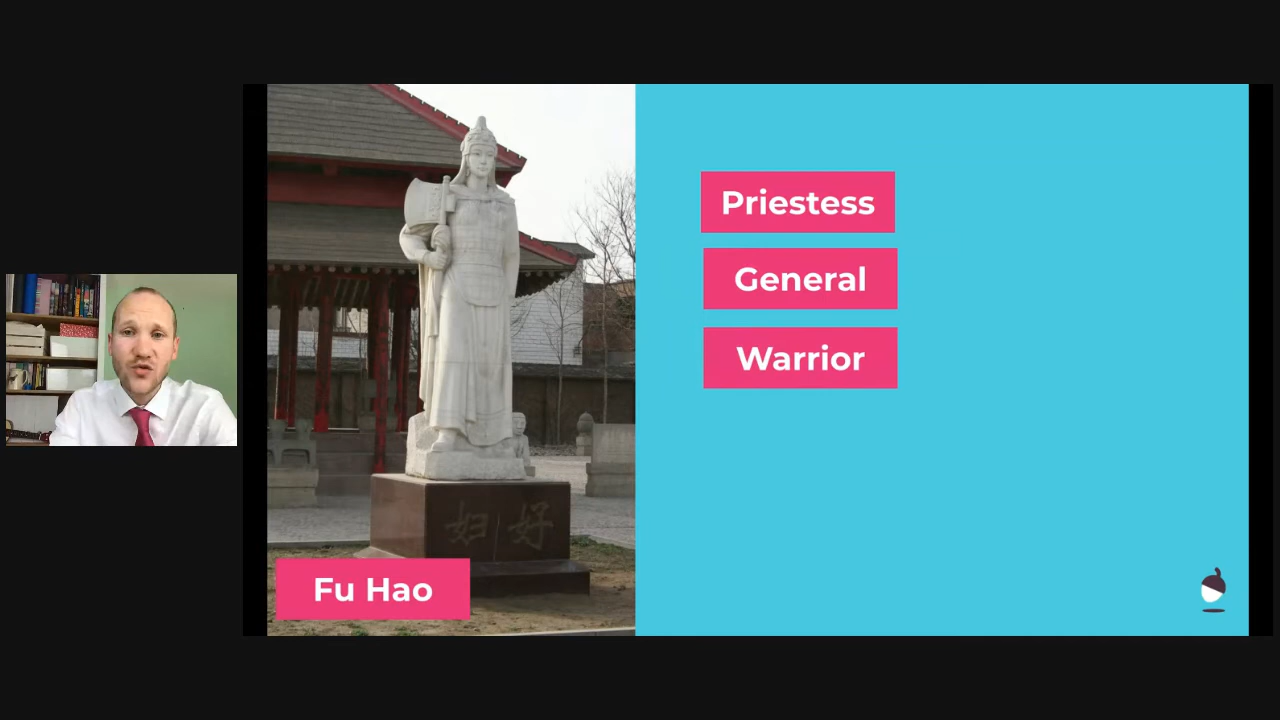 Priestess
General
Warrior
妇好
Fu Hao